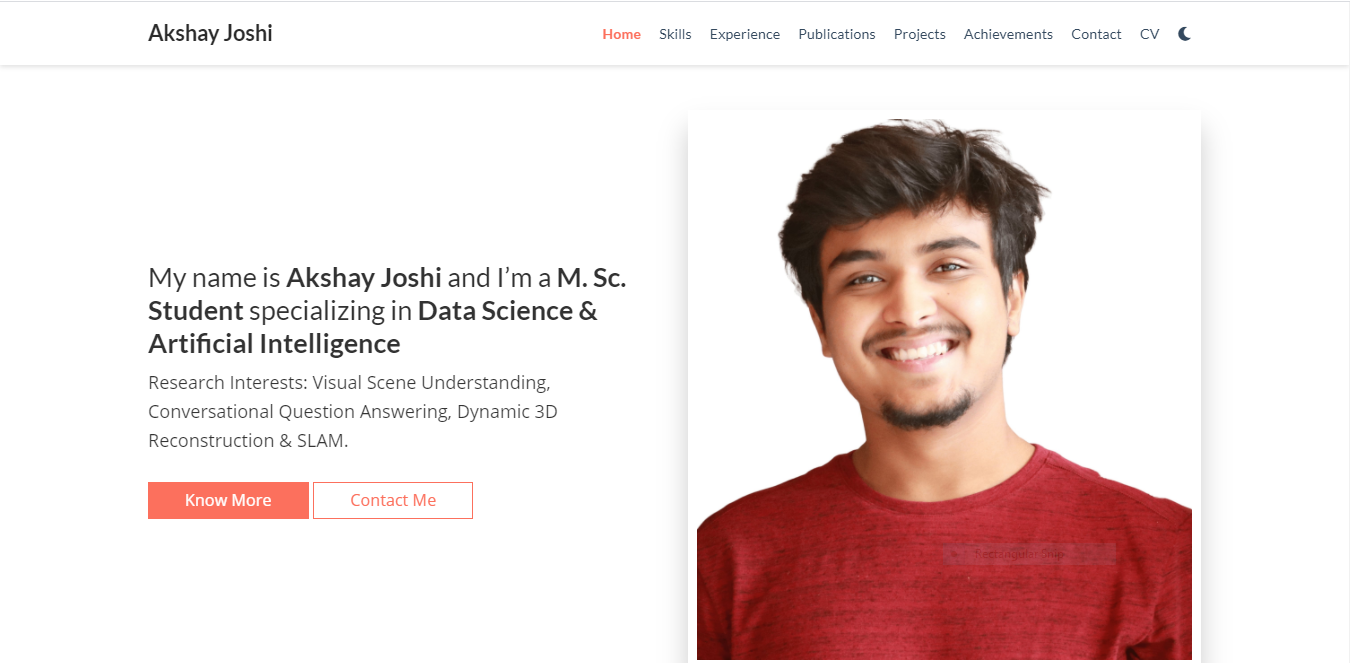 Akshay Joshi
Home Skills Experience Publications Projects Achievements Contact CV
My name is Akshay Joshi and I’m a M. Sc.
Student specializing in Data Science &
Artificial Intelligence
Research Interests: Visual Scene Understanding,
Conversational Question Answering, Dynamic 3D
Reconstruction & SLAM.
Know More
Contact Me
Rectangular Snip